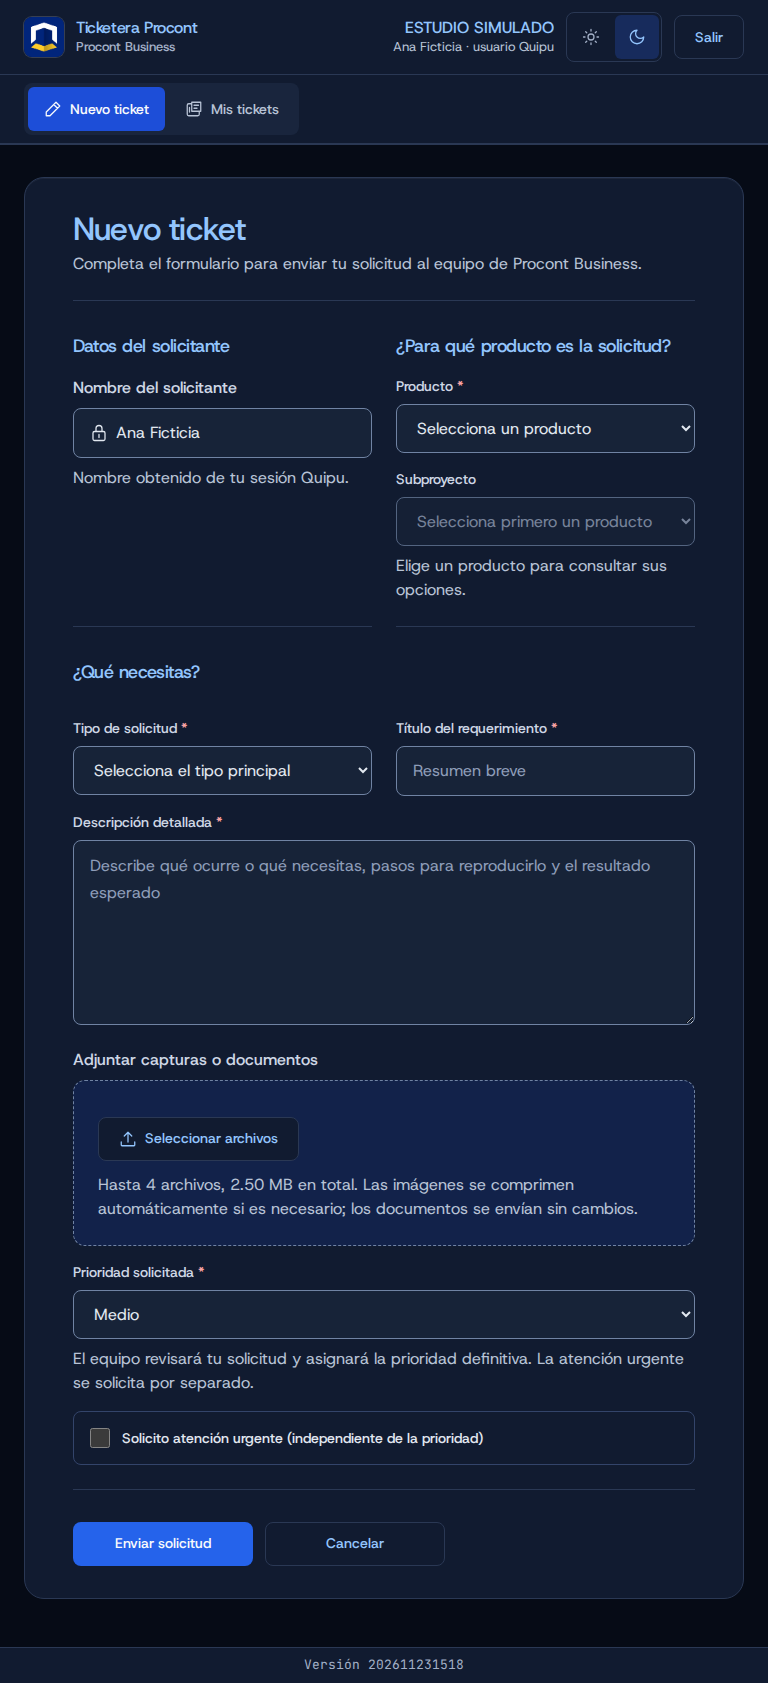 Ticketera Procont
Procont Business
ESTUDIO SIMULADO
Ana Ficticia · usuario Quipu
Salir
Nuevo ticket
Mis tickets
Nuevo ticket
Completa el formulario para enviar tu solicitud al equipo de Procont Business.
Datos del solicitante
Nombre del solicitante
Ana Ficticia
Nombre obtenido de tu sesión Quipu.
¿Para qué producto es la solicitud?
Producto *
Selecciona un producto
Subproyecto
Selecciona primero un producto
Elige un producto para consultar sus
opciones.
¿Qué necesitas?
Tipo de solicitud *
Selecciona el tipo principal
Título del requerimiento *
Resumen breve
Descripción detallada *
Describe qué ocurre o qué necesitas, pasos para reproducirlo y el resultado
esperado
Adjuntar capturas o documentos
Seleccionar archivos
Hasta 4 archivos, 2.50 MB en total. Las imágenes se comprimen
automáticamente si es necesario; los documentos se envían sin cambios.
Prioridad solicitada *
Medio
El equipo revisará tu solicitud y asignará la prioridad definitiva. La atención urgente
se solicita por separado.
Solicito atención urgente (independiente de la prioridad)
Enviar solicitud
Cancelar
Versión 202611231518